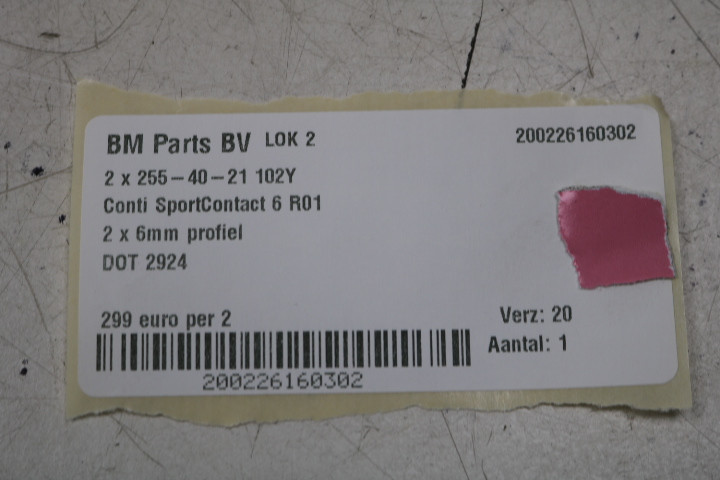 BM Parts BV LOK 2 200226160302
2 x 255-40-21 102Y
Conti SportContact 6 R01
2 x 6mm profiel
DOT 2924
299 euro per 2 Verz: 20
Aantal: 1
200226160302